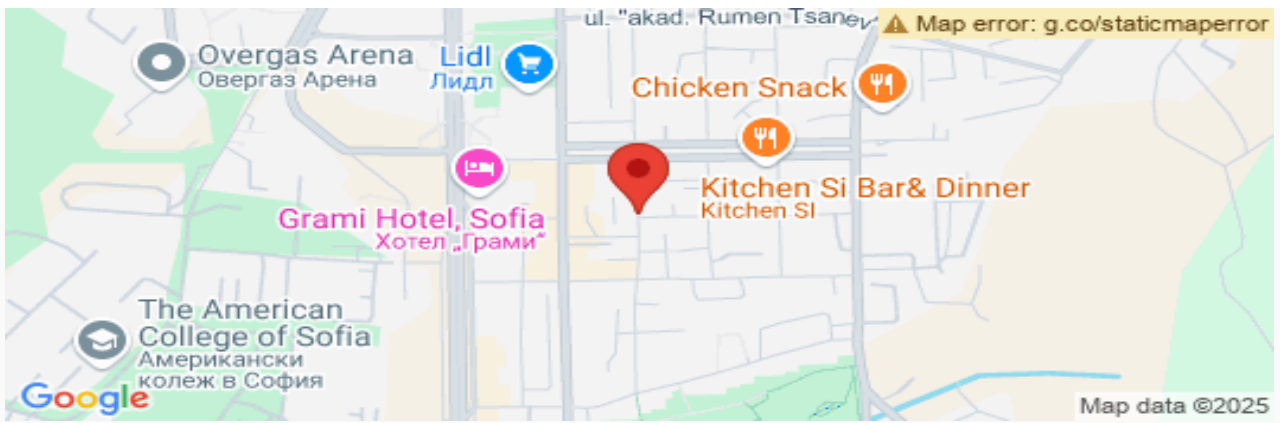 ul. "akad. Rumen Tsanev
Map error: g.co/staticmaperror
Overgas Arena
Овергаз Арена
Lidl
Лидл
Chicken Snack
Kitchen Si Bar& Dinner
Kitchen SI
Grami Hotel, Sofia
Хотел „Грами“
The American
College of Sofia
Американски
колеж в София
Google
Map data ©2025